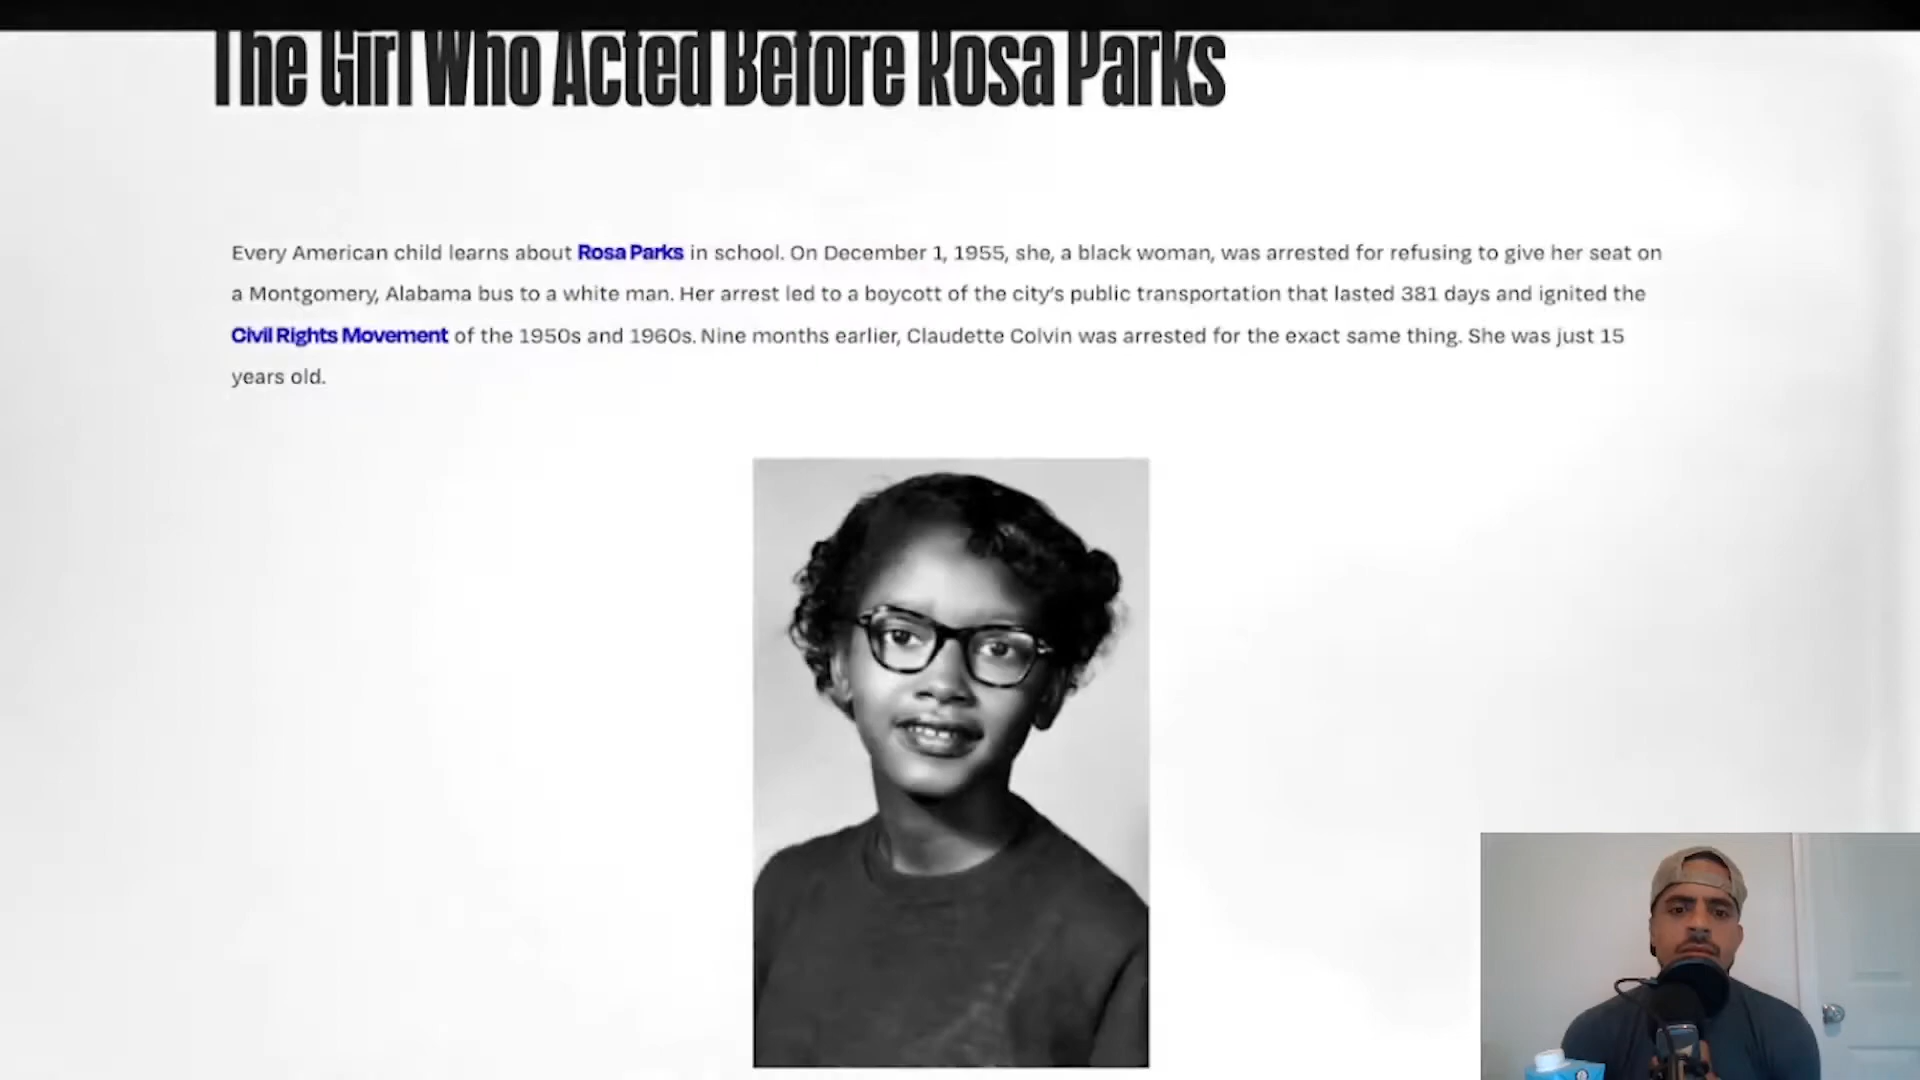 The Girl Who Acted Before Rosa Parks
Every American child learns about Rosa Parks in school. On December 1, 1955, she, a black woman, was arrested for refusing to give her seat on
a Montgomery, Alabama bus to a white man. Her arrest led to a boycott of the city’s public transportation that lasted 381 days and ignited the
Civil Rights Movement of the 1950s and 1960s. Nine months earlier, Claudette Colvin was arrested for the exact same thing. She was just 15
years old.